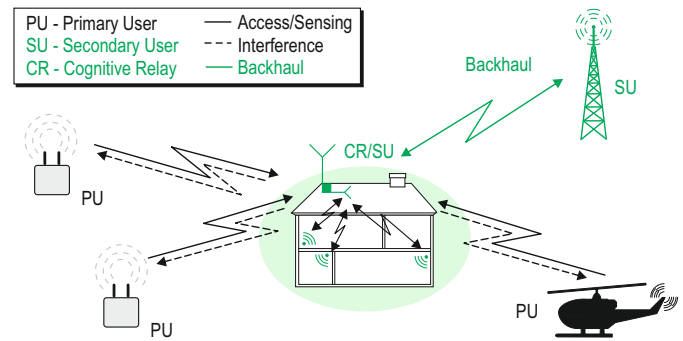 PU - Primary User
Access/Sensing
SU - Secondary User
Interference
CR - Cognitive Relay
Backhaul
Backhaul
SU
CR/SU
PU
PU
PU